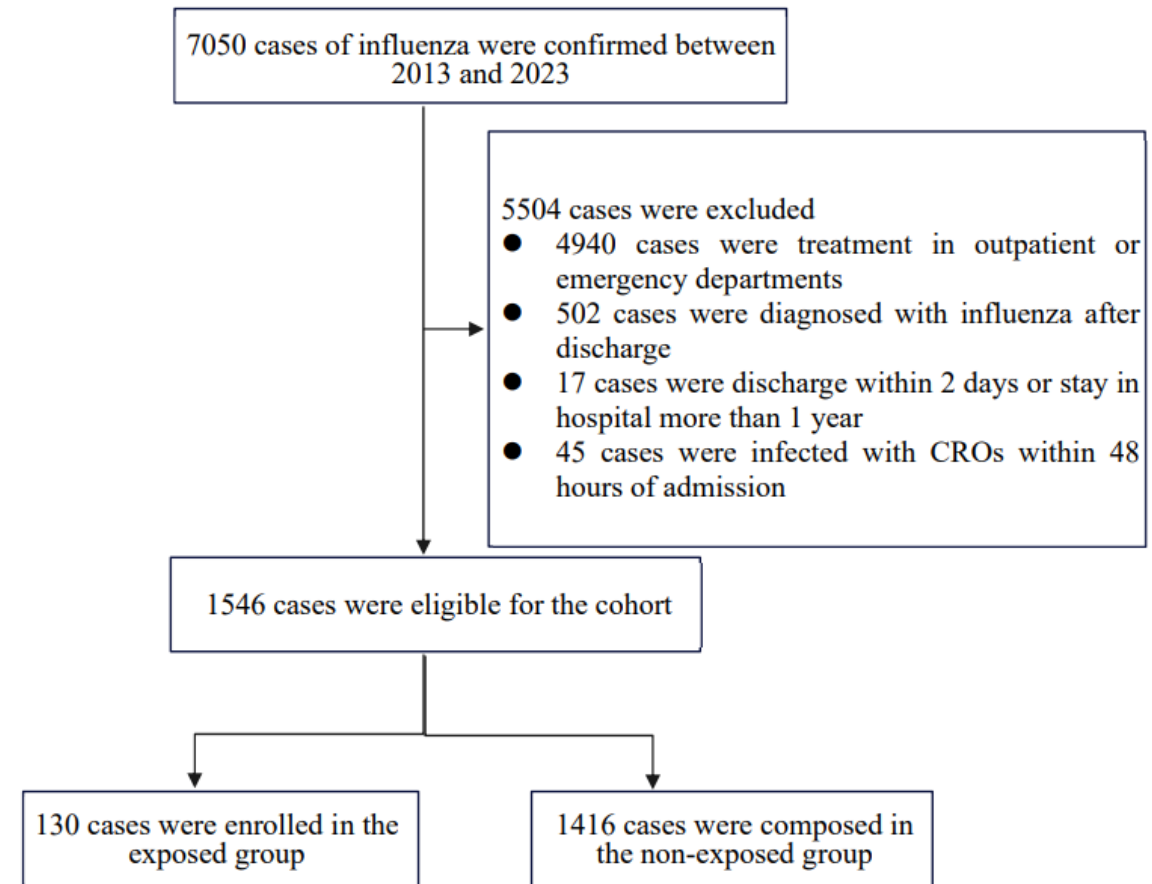 7050 cases of influenza were confirmed between
2013 and 2023
5504 cases were excluded
● 4940 cases were treatment in outpatient or
emergency departments
● 502 cases were diagnosed with influenza after
discharge
● 17 cases were discharge within 2 days or stay in
hospital more than 1 year
● 45 cases were infected with CROs within 48
hours of admission
1546 cases were eligible for the cohort
130 cases were enrolled in the
exposed group
1416 cases were composed in
the non-exposed group